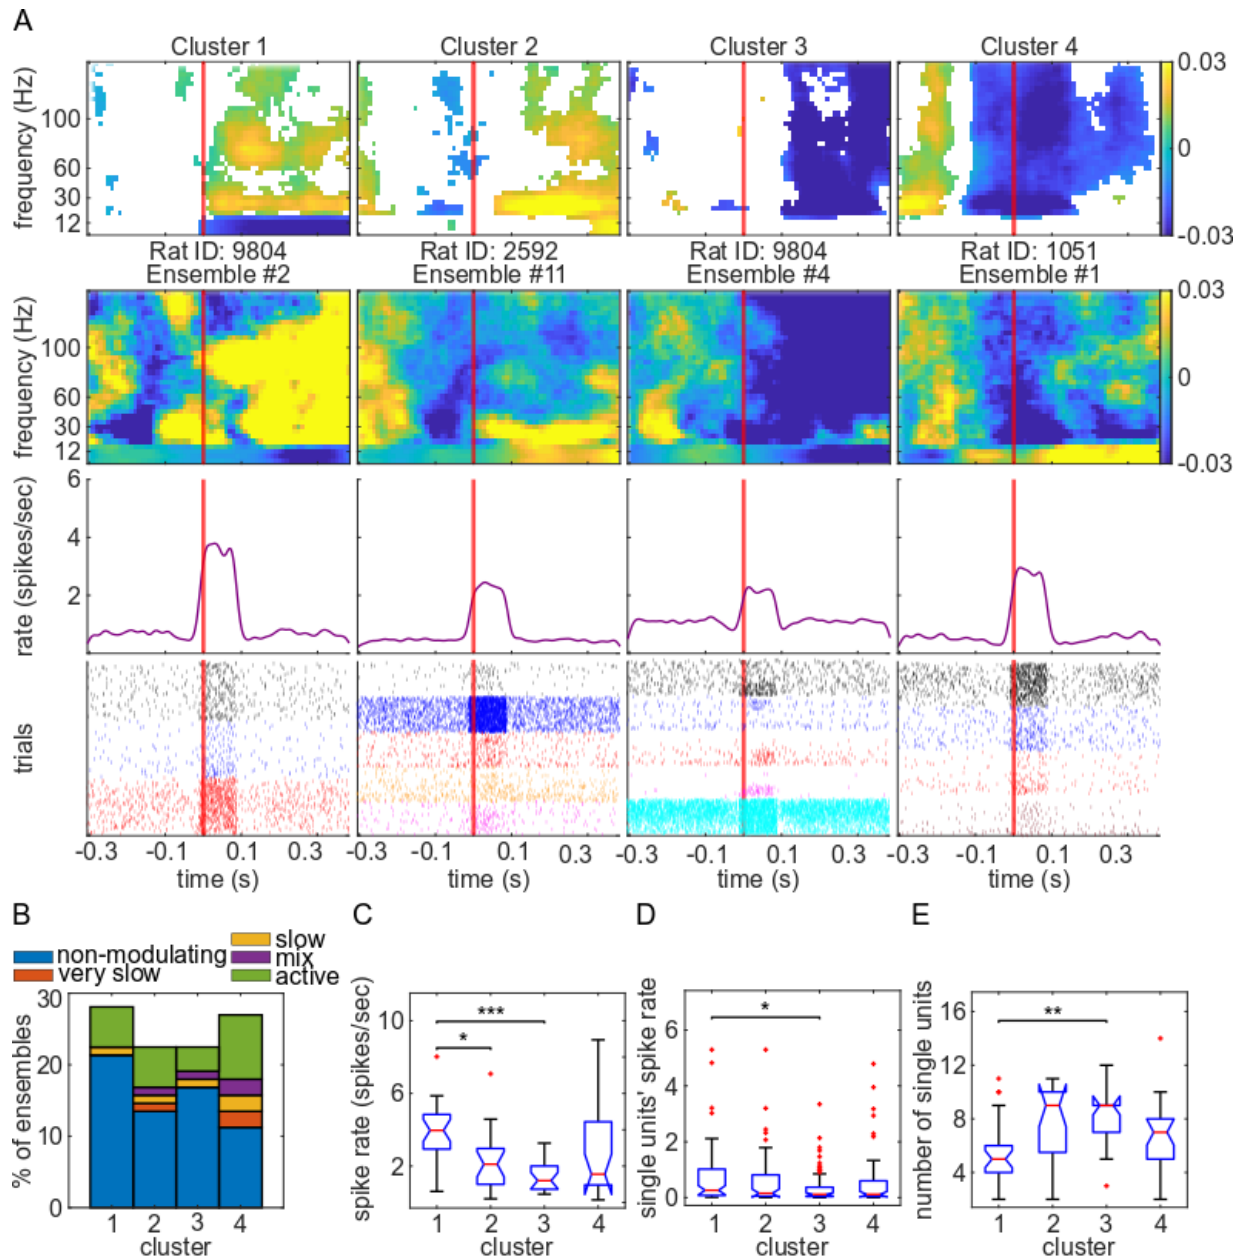 A
Cluster 1 Cluster 2 Cluster 3 Cluster 4
frequency (Hz)
100
60
30
12
0.03
0
-0.03
Rat ID: 9804 Rat ID: 2592 Rat ID: 9804 Rat ID: 1051
Ensemble #2 Ensemble #11 Ensemble #4 Ensemble #1
frequency (Hz)
100
60
30
12
0.03
0
-0.03
rate (spikes/sec)
6
4
2
trials
-0.3 -0.1 0.1 0.3 -0.1 0.1 0.3 -0.1 0.1 0.3 -0.1 0.1 0.3
time (s) time (s) time (s) time (s)
B
non-modulating
very slow
slow
mix
active
% of ensembles
30
20
10
0
1 2 3 4
cluster
C
spike rate (spikes/sec)
10
6
2
***
*
1 2 3 4
cluster
D
single units' spike rate
6
4
2
0
*
1 2 3 4
cluster
E
number of single units
16
12
8
4
**
1 2 3 4
cluster